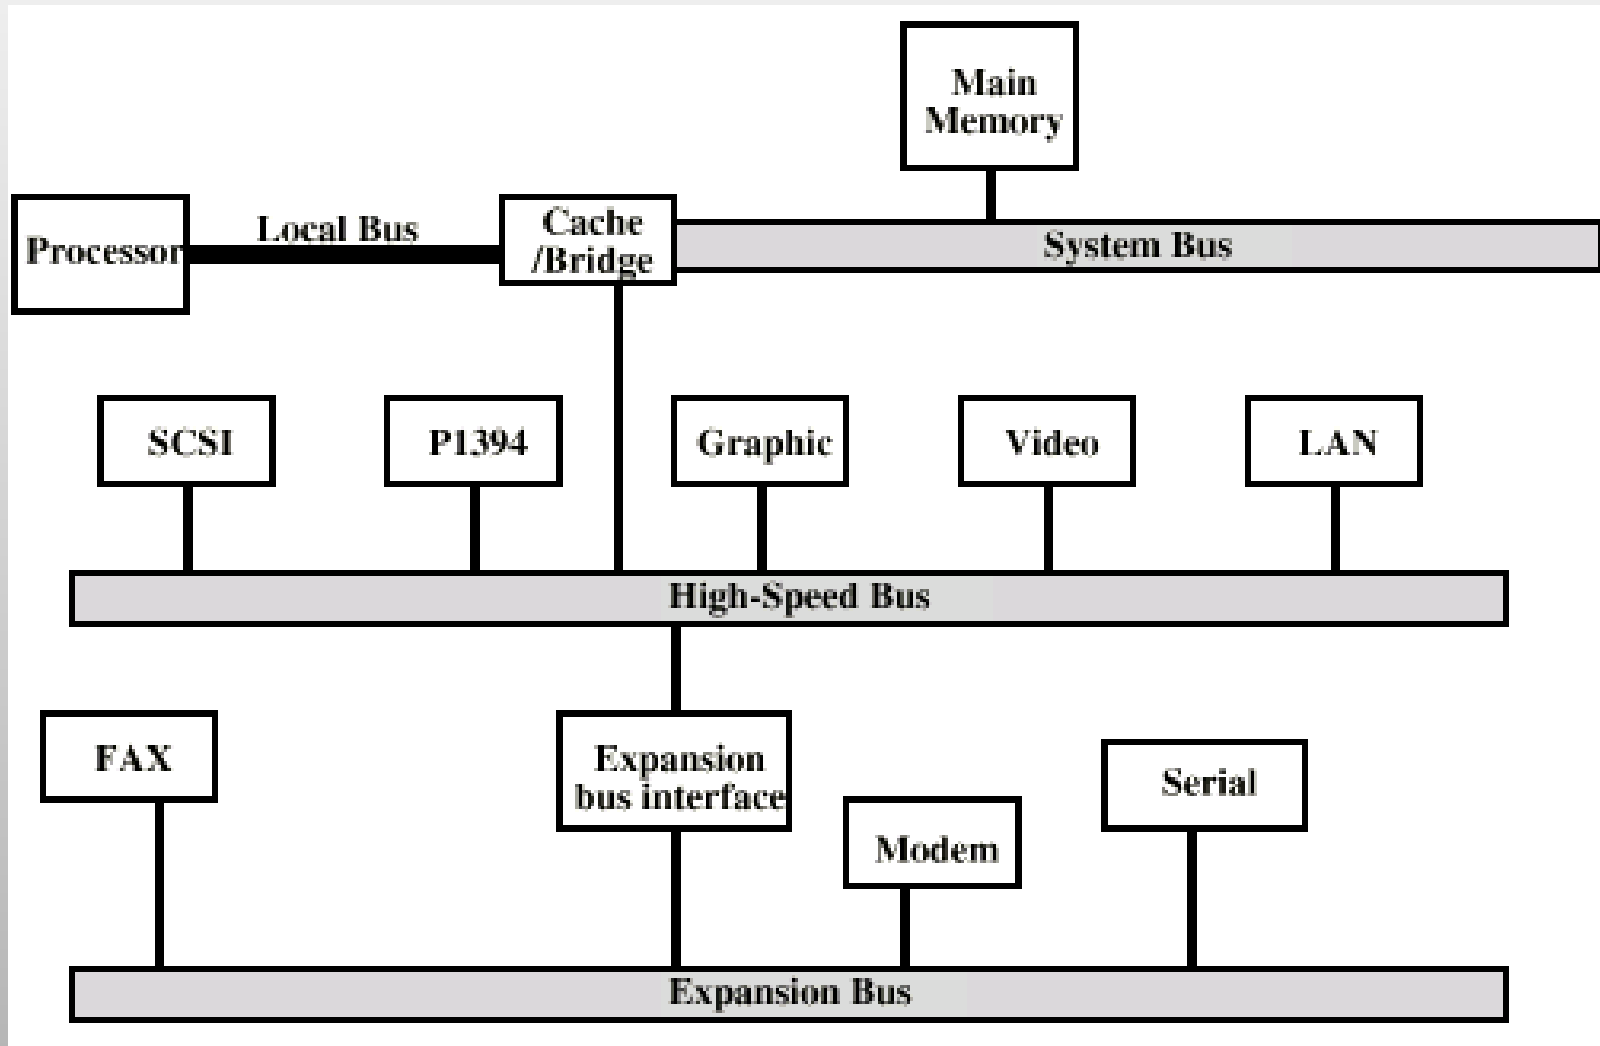 Main
Memory
Processor
Local Bus
Cache
/Bridge
System Bus
SCSI
P1394
Graphic
Video
LAN
High-Speed Bus
FAX
Expansion
bus interface
Modem
Serial
Expansion Bus